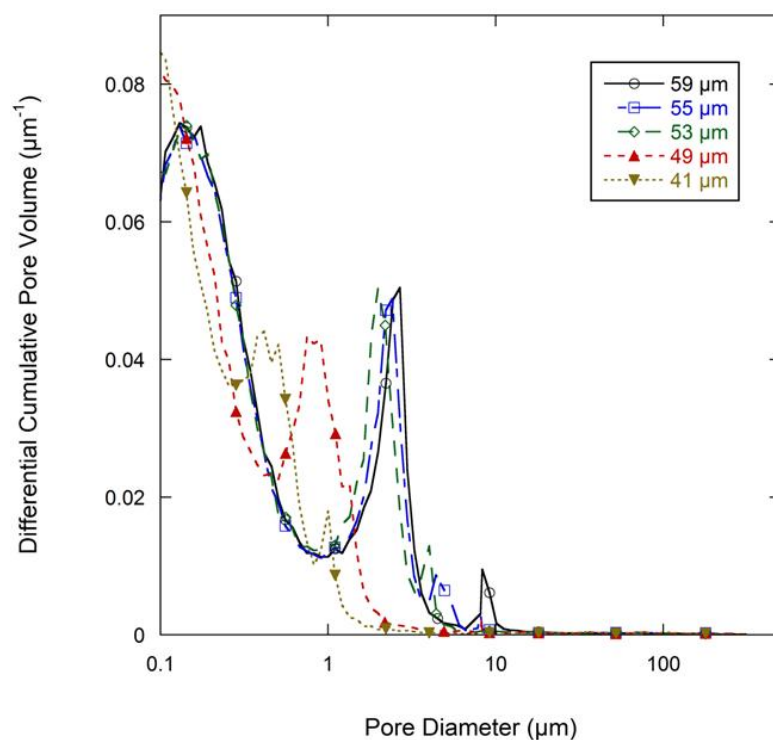 Differential Cumulative Pore Volume (µm⁻¹)
0.08
0.06
0.04
0.02
0
0.1
1
10
100
Pore Diameter (µm)
59 µm
55 µm
53 µm
49 µm
41 µm